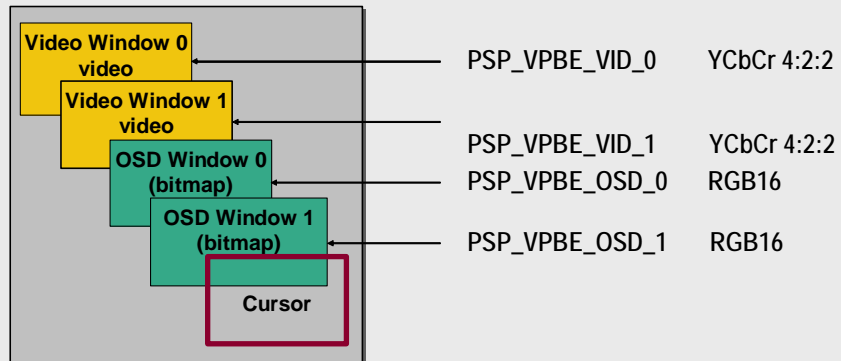 Video Window 0
video
Video Window 1
video
OSD Window 0
(bitmap)
OSD Window 1
(bitmap)
Cursor
PSP_VPBE_VID_0 YCbCr 4:2:2
PSP_VPBE_VID_1 YCbCr 4:2:2
PSP_VPBE_OSD_0 RGB16
PSP_VPBE_OSD_1 RGB16